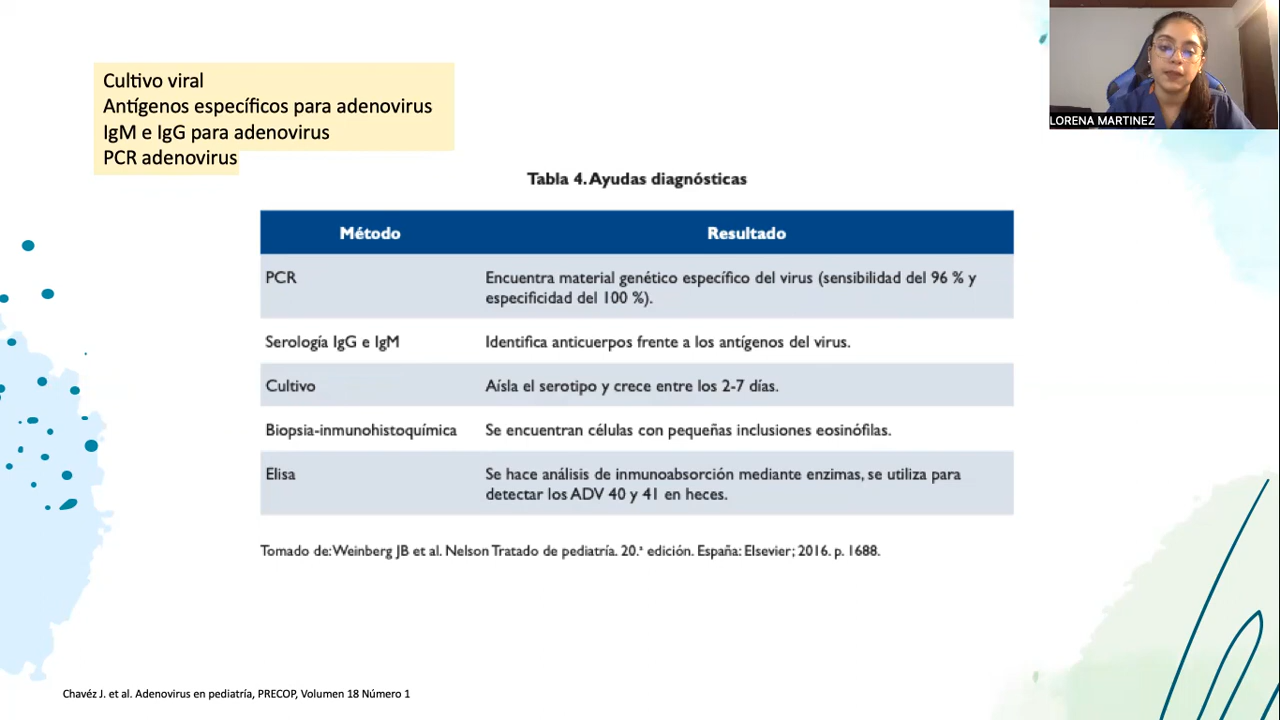 LORENA MARTINEZ
Cultivo viral
Antígenos específicos para adenovirus
IgM e IgG para adenovirus
PCR adenovirus
Tabla 4. Ayudas diagnósticas
Método Resultado
PCR Encuentra material genético específico del virus (sensibilidad del 96 % y
especificidad del 100 %).
Serología IgG e IgM Identifica anticuerpos frente a los antígenos del virus.
Cultivo Aísla el serotipo y crece entre los 2-7 días.
Biopsia-inmunohistoquímica Se encuentran células con pequeñas inclusiones eosinófilas.
Elisa Se hace análisis de inmunoabsorción mediante enzimas, se utiliza para
detectar los ADV 40 y 41 en heces.
Tomado de: Weinberg JB et al. Nelson Tratado de pediatría. 20.ª edición. España: Elsevier; 2016. p. 1688.
Chavéz J. et al. Adenovirus en pediatría, PRECOP, Volumen 18 Número 1